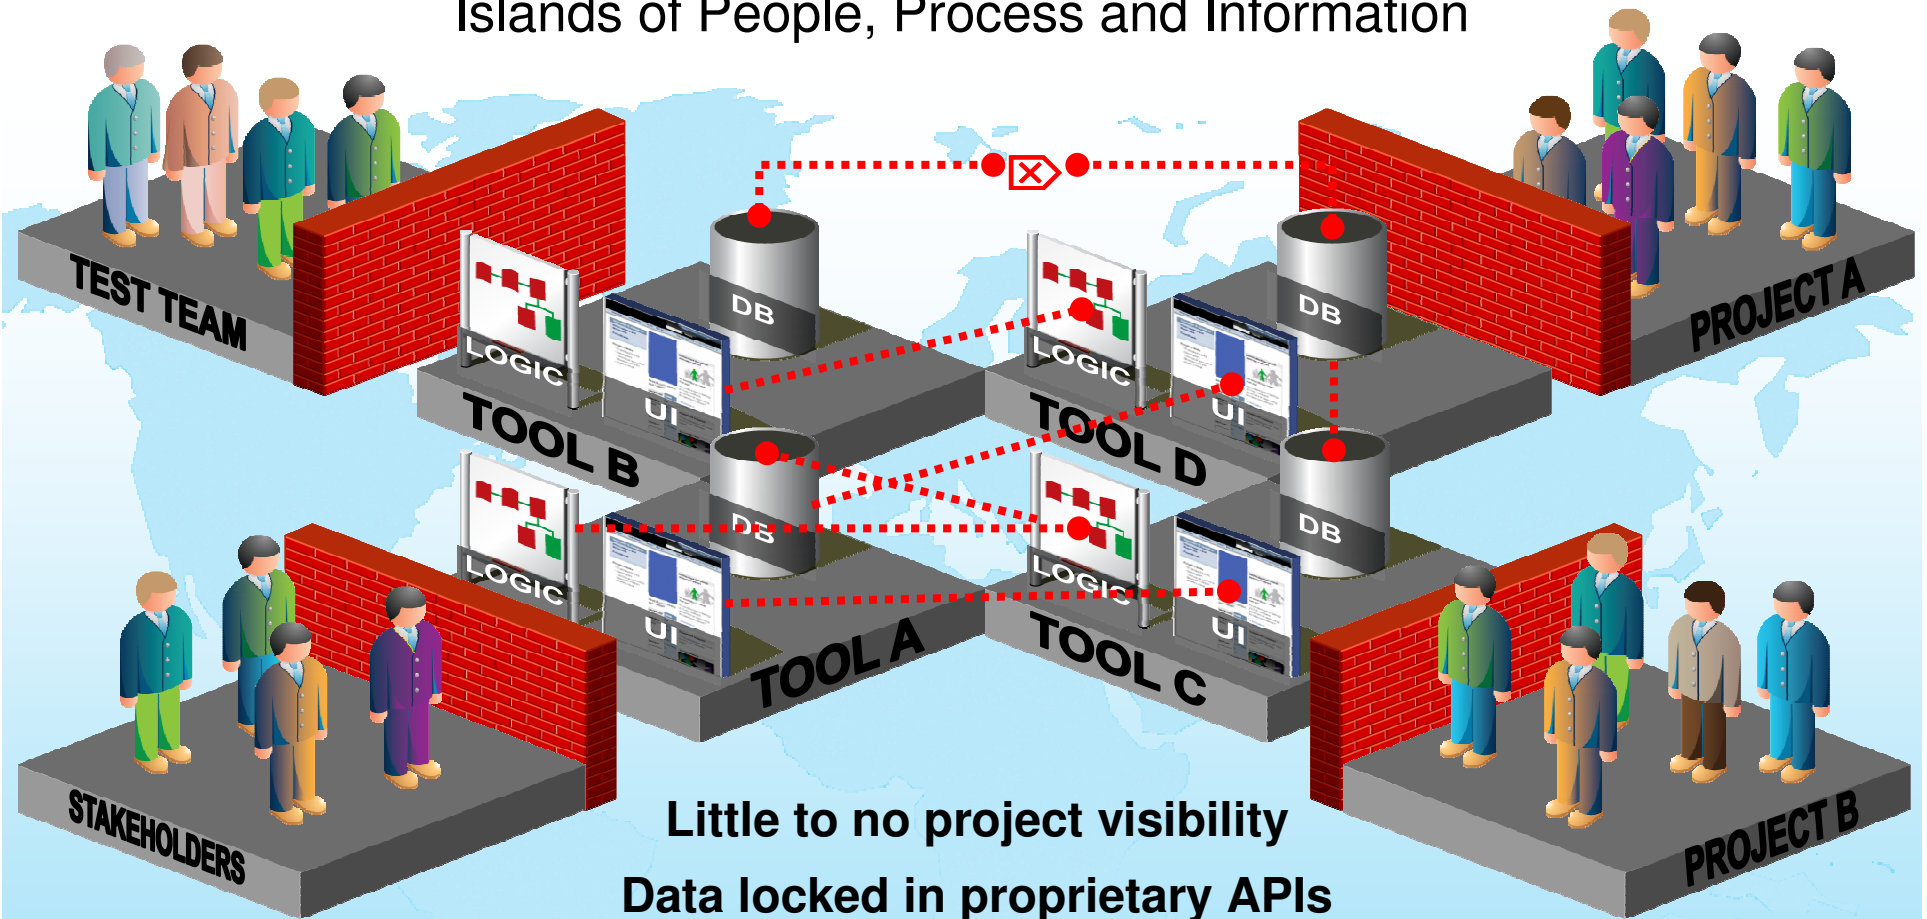 Islands of People, Process and Information
TEST TEAM
PROJECT A
DB
DB
LOGIC
LOGIC
UI
UI
TOOL B
TOOL D
DB
DB
LOGIC
LOGIC
UI
UI
TOOL A
TOOL C
STAKEHOLDERS
PROJECT B
Little to no project visibility
Data locked in proprietary APIs